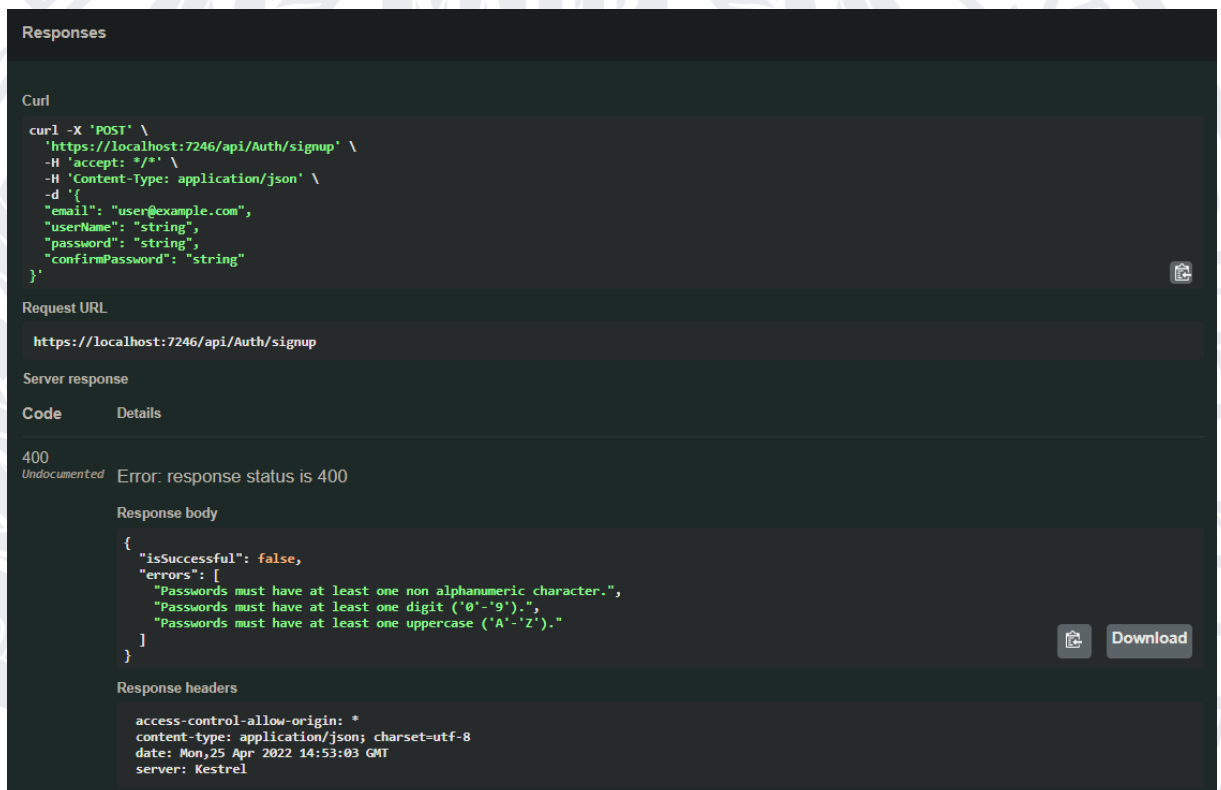 Responses
Curl
curl -X 'POST' \
'https://localhost:7246/api/Auth/signup' \
-H 'accept: */*' \
-H 'Content-Type: application/json' \
-d '{
"email": "user@example.com",
"userName": "string",
"password": "string",
"confirmPassword": "string"
}'
Request URL
https://localhost:7246/api/Auth/signup
Server response
Code Details
400
Undocumented Error: response status is 400
Response body
{
"isSuccessful": false,
"errors": [
"Passwords must have at least one non alphanumeric character.",
"Passwords must have at least one digit ('0'-'9').",
"Passwords must have at least one uppercase ('A'-'Z')."
]
}
Download
Response headers
access-control-allow-origin: *
content-type: application/json; charset=utf-8
date: Mon,25 Apr 2022 14:53:03 GMT
server: Kestrel